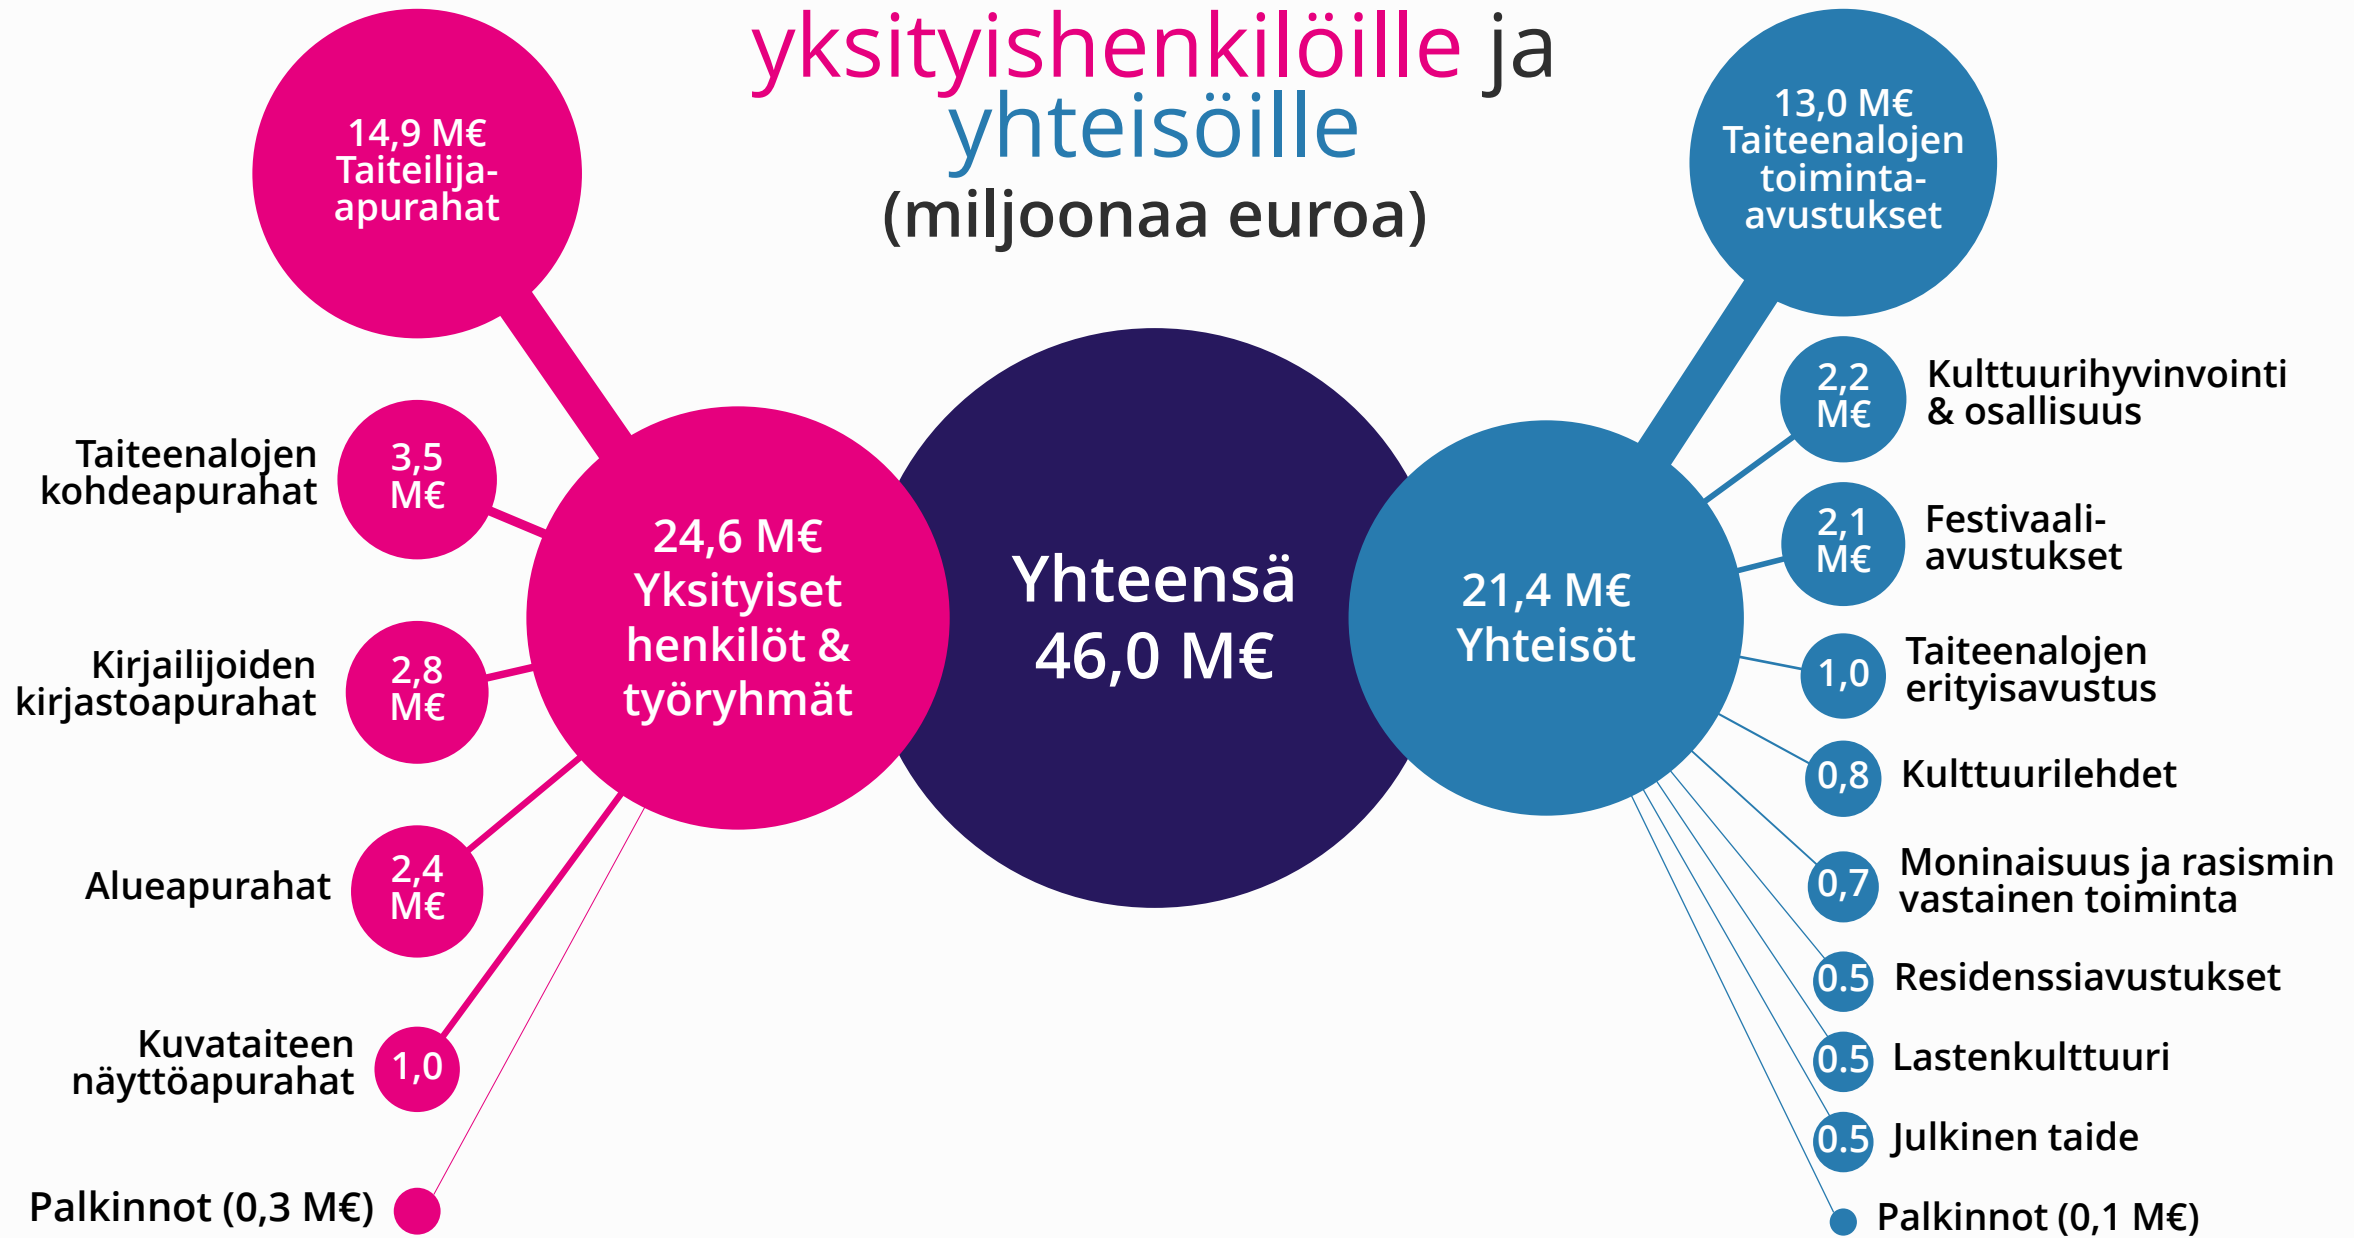 yksityishenkilöille ja
yhteisöille
(miljoonaa euroa)
14,9 M€
Taiteilija-
apurahat
Taiteenalojen
kohdeapurahat
3,5
M€
Kirjailijoiden
kirjastoapurahat
2,8
M€
Alueapurahat
2,4
M€
Kuvataiteen
näyttöapurahat
1,0
Palkinnot (0,3 M€)
24,6 M€
Yksityiset
henkilöt &
työryhmät
Yhteensä
46,0 M€
21,4 M€
Yhteisöt
13,0 M€
Taiteenalojen
toiminta-
avustukset
2,2
M€
Kulttuurihyvinvointi
& osallisuus
2,1
M€
Festivaali-
avustukset
1,0
Taiteenalojen
erityisavustus
0,8
Kulttuurilehdet
0,7
Moninaisuus ja rasismin
vastainen toiminta
0.5
Residenssiavustukset
0.5
Lastenkulttuuri
0.5
Julkinen taide
Palkinnot (0,1 M€)